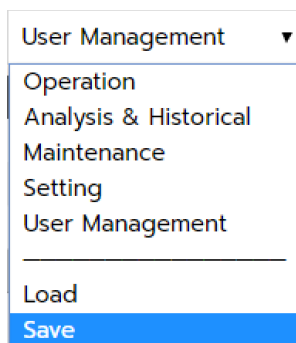 User Management ▼
Operation
Analysis & Historical
Maintenance
Setting
User Management
────────────────
Load
Save